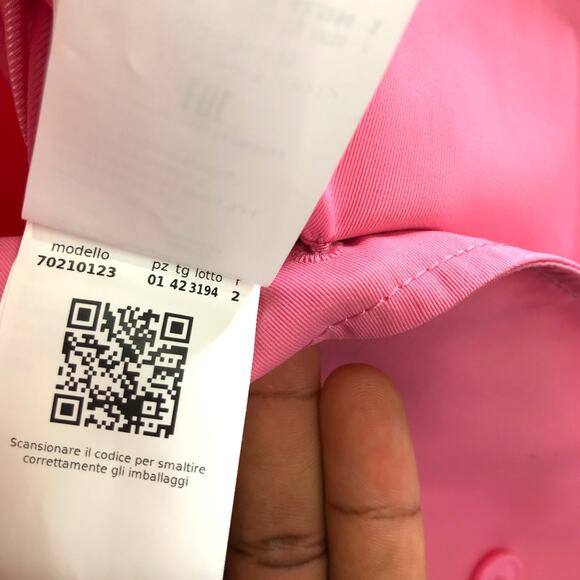 modello pz tg lotto r
70210123 01 42 3194 2
Scansionare il codice per smaltire
correttamente gli imballaggi